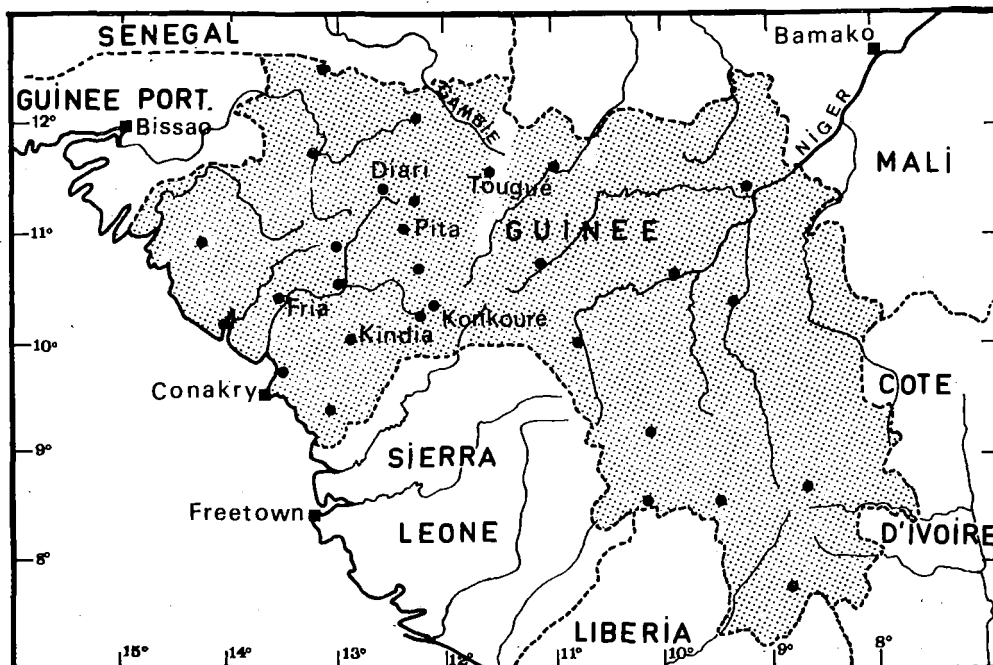 SENEGAL
Bamako
GUINEE PORT.
GAMBIE
NIGER
12°
Bissao
MALI
Diari
Tougué
11°
Pita
GUINEE
Fria
Konkouré
10°
Kindia
Conakry
COTE
9°
SIERRA
Freetown
LEONE
D'IVOIRE
8°
LIBERIA
15°
14°
13°
12°
11°
10°
9°
8°